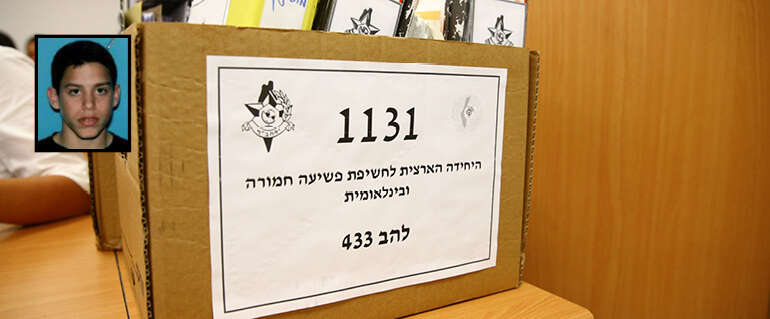 1131
היחידה הארצית לחשיפת פשיעה חמורה
ובינלאומית
להב 433